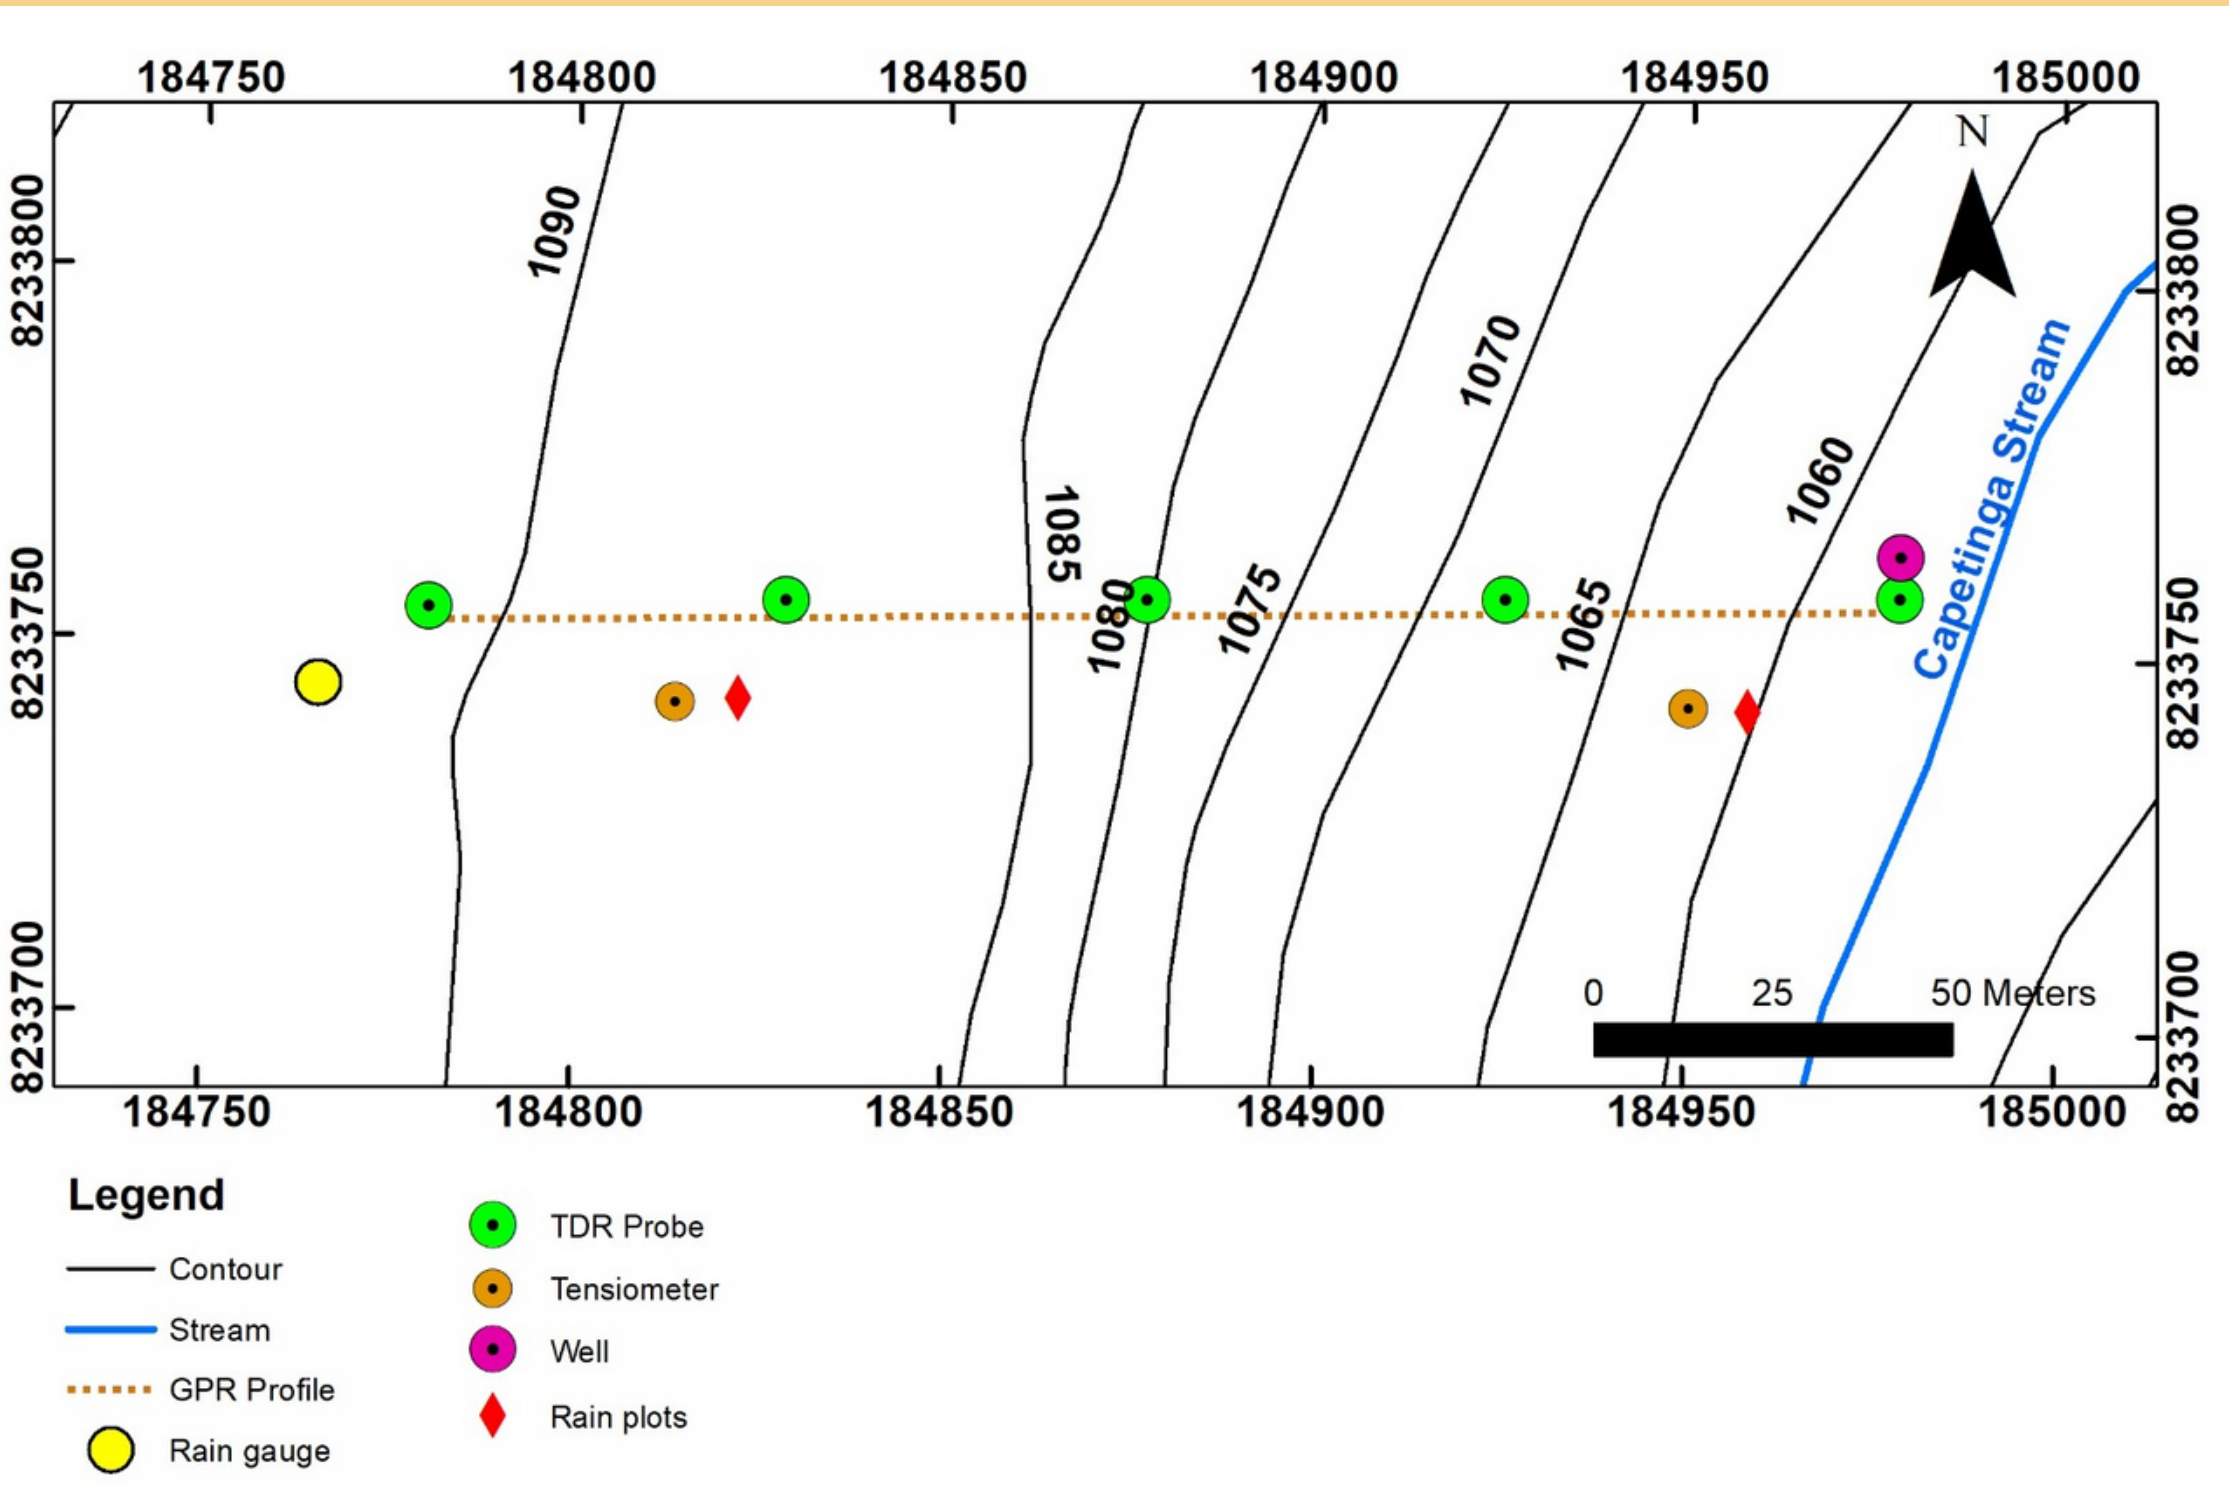 184750 184800 184850 184900 184950 185000
N
8233800
8233800
1090
1070
Capetinga Stream
1060
1085
8233750
1080
1075
1065
8233750
8233700
8233700
0 25 50 Meters
184750 184800 184850 184900 184950 185000
Legend
Contour
Stream
GPR Profile
Rain gauge
TDR Probe
Tensiometer
Well
Rain plots